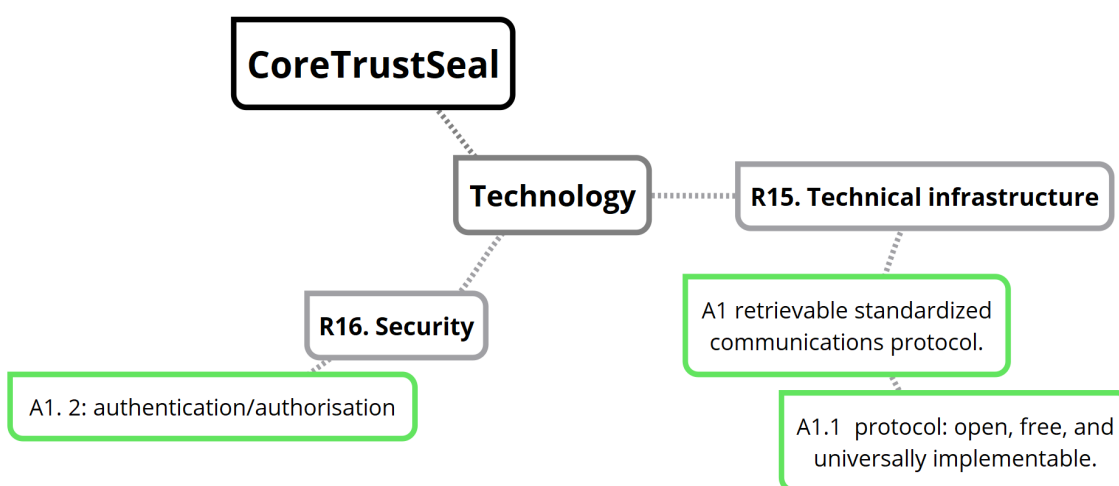 CoreTrustSeal
Technology
R15. Technical infrastructure
A1 retrievable standardized
communications protocol.
A1.1  protocol: open, free, and
universally implementable.
R16. Security
A1. 2: authentication/authorisation